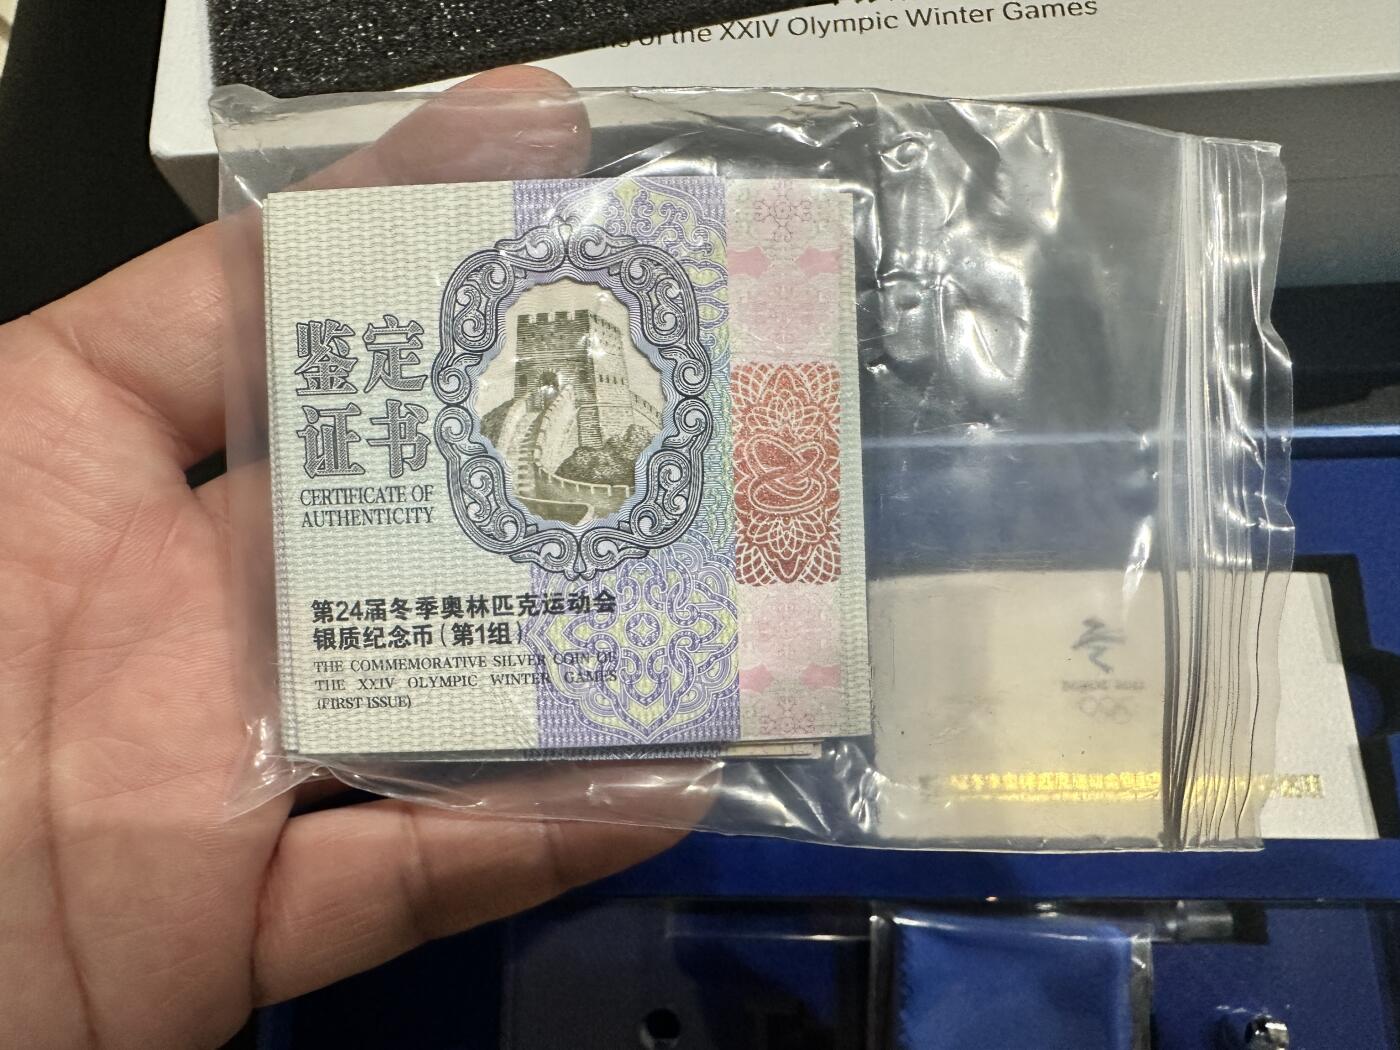 of the XXIV Olympic Winter Games
鉴定
证书
CERTIFICATE OF
AUTHENTICITY
第24届冬季奥林匹克运动会
银质纪念币(第1组)
THE COMMEMORATIVE SILVER COIN OF
THE XXIV OLYMPIC WINTER GAMES
(FIRST ISSUE)